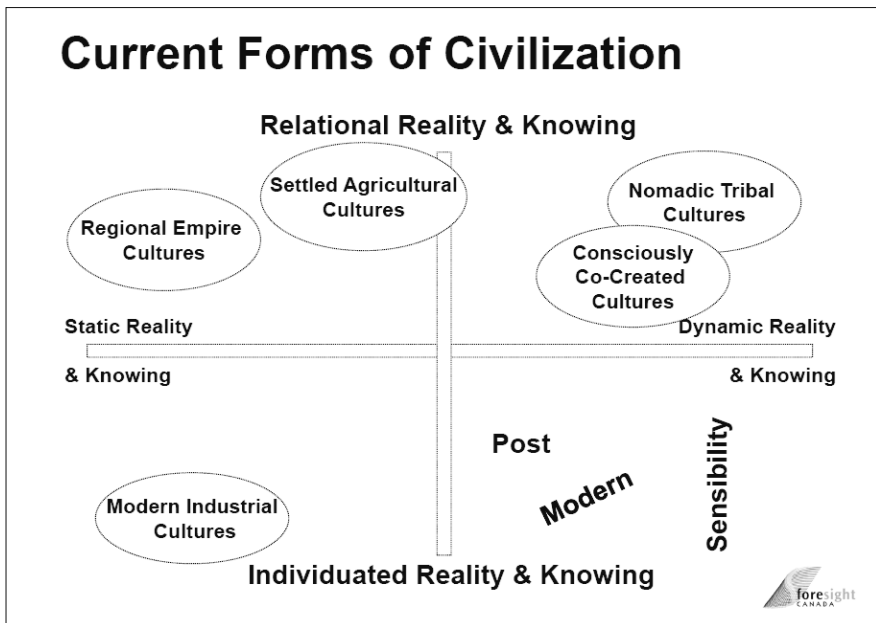 Current Forms of Civilization
Relational Reality & Knowing
Settled Agricultural
Cultures
Nomadic Tribal
Cultures
Regional Empire
Cultures
Consciously
Co-Created
Cultures
Static Reality
& Knowing
Dynamic Reality
& Knowing
Post
Modern
Sensibility
Modern Industrial
Cultures
Individuated Reality & Knowing
foresight
CANADA